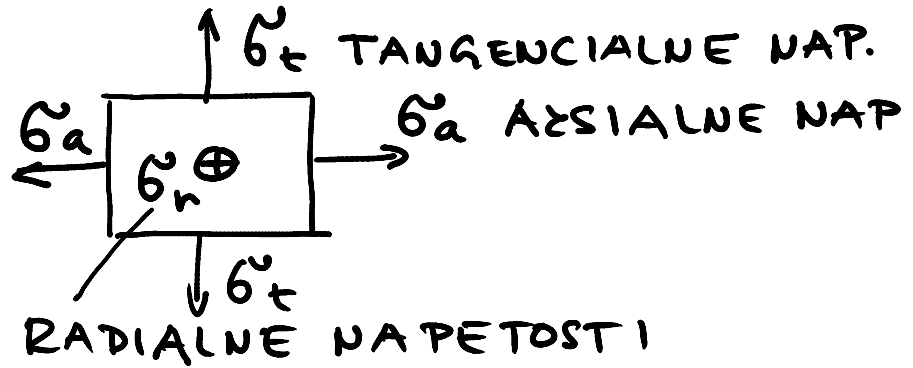 σt TANGENCIALNE NAP.
σa
σa AKSIALNE NAP
σr
σt
RADIALNE NAPETOSTI